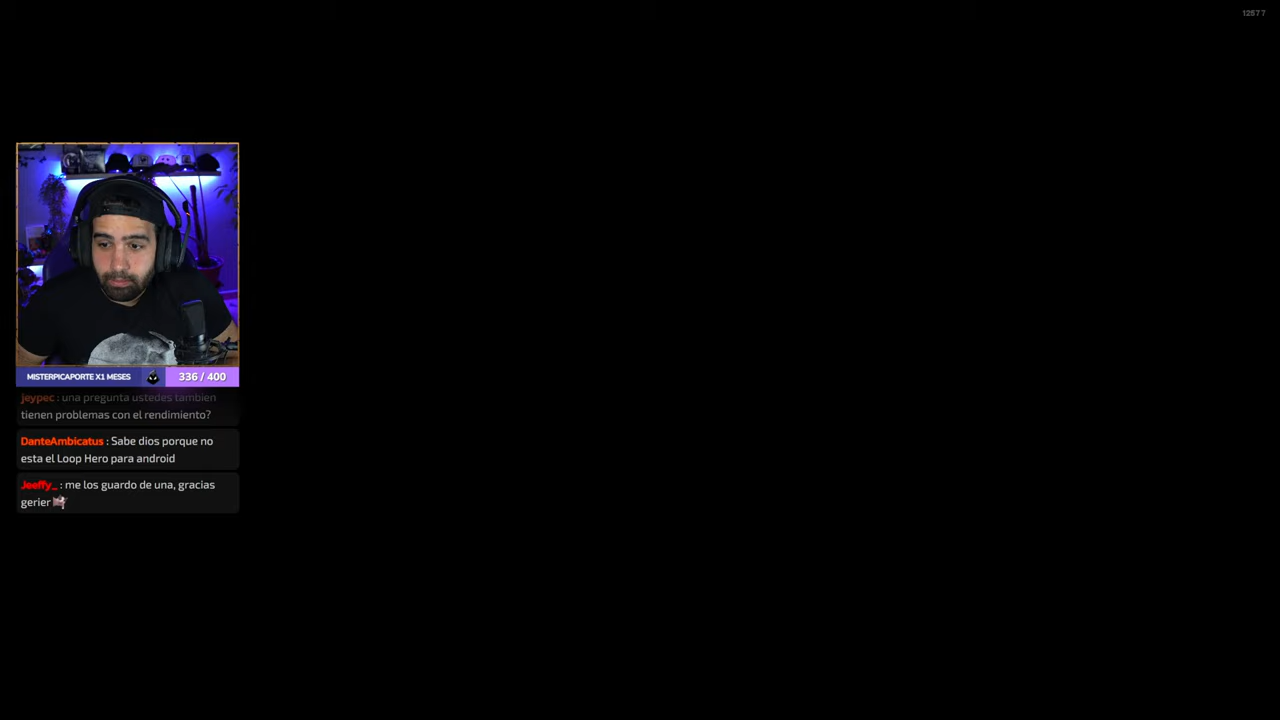 12577
MISTERPICAPORTE X1 MESES
336 / 400
jeypec : una pregunta ustedes tambien
tienen problemas con el rendimiento?
DanteAmbicatus : Sabe dios porque no
esta el Loop Hero para android
Jeeffy_ : me los guardo de una, gracias
gerier